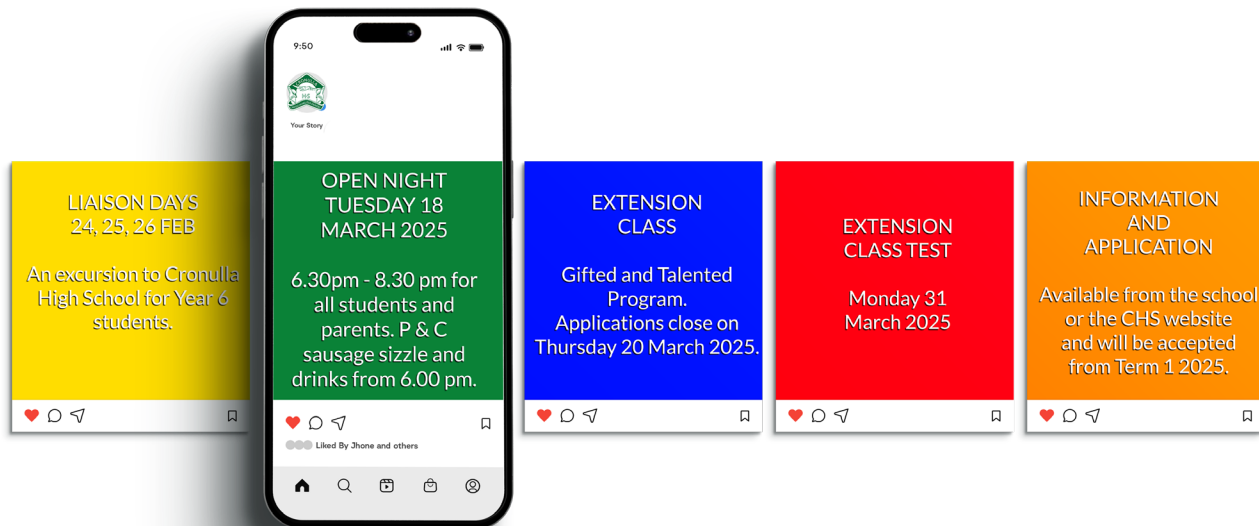 9:50
CRONULLA
HS
Your Story
LIAISON DAYS
24, 25, 26 FEB
An excursion to Cronulla
High School for Year 6
students.
OPEN NIGHT
TUESDAY 18
MARCH 2025
6.30pm - 8.30 pm for
all students and
parents. P & C
sausage sizzle and
drinks from 6.00 pm.
Liked By Jhone and others
EXTENSION
CLASS
Gifted and Talented
Program.
Applications close on
Thursday 20 March 2025.
EXTENSION
CLASS TEST
Monday 31
March 2025
INFORMATION
AND
APPLICATION
Available from the school
or the CHS website
and will be accepted
from Term 1 2025.